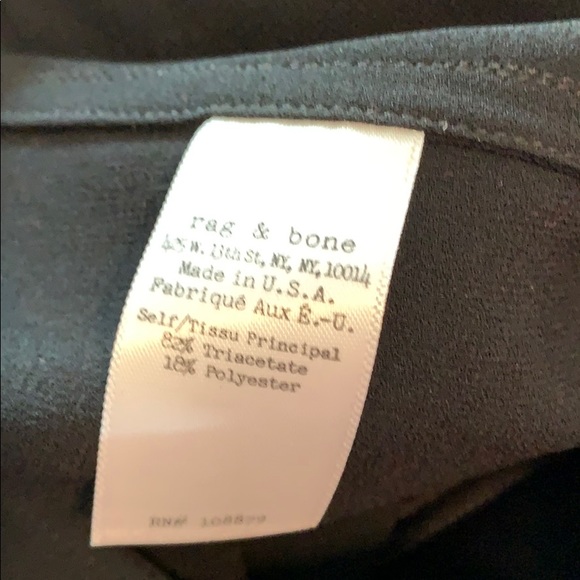 rag & bone
425 W. 13th St, NY, NY, 10014
Made in U.S.A.
Fabriqué Aux É.-U.
Self/Tissu Principal
82% Triacetate
18% Polyester
RN#